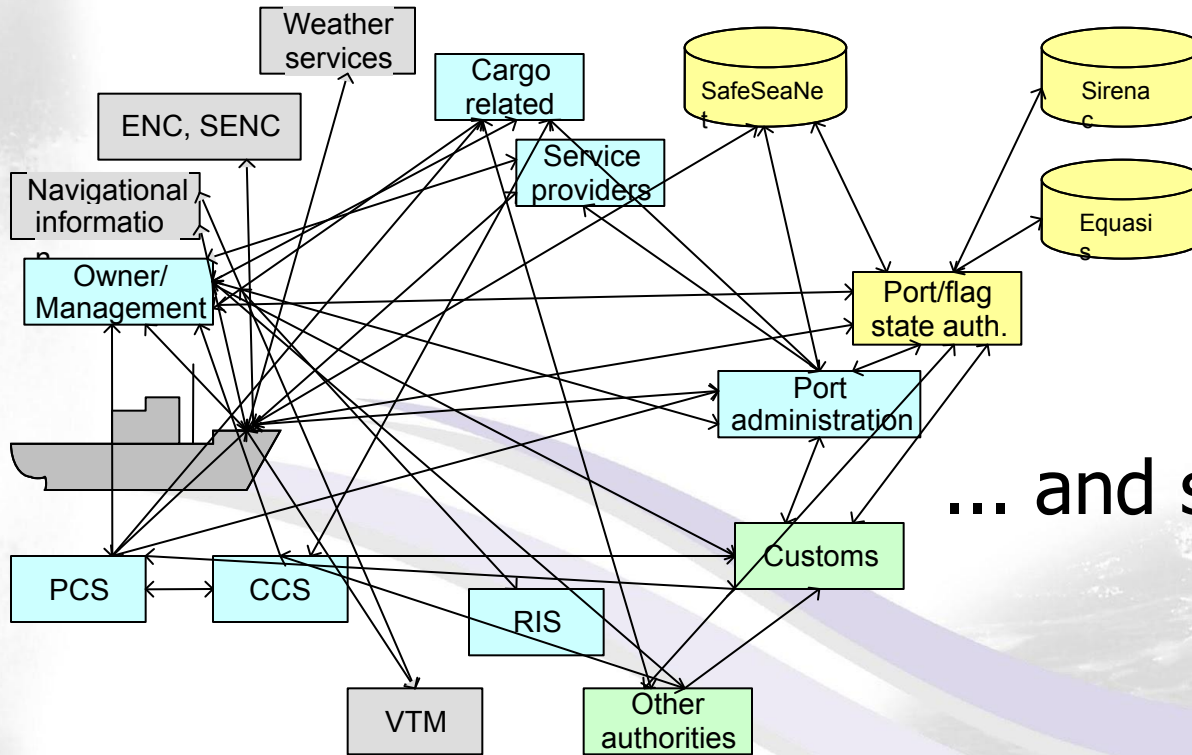 Weather
services
Cargo
related
SafeSeaNe
t
Sirena
c
ENC, SENC
Service
providers
Navigational
informatio
n
Equasi
s
Owner/
Management
Port/flag
state auth.
Port
administration
... and s
Customs
PCS
CCS
RIS
VTM
Other
authorities